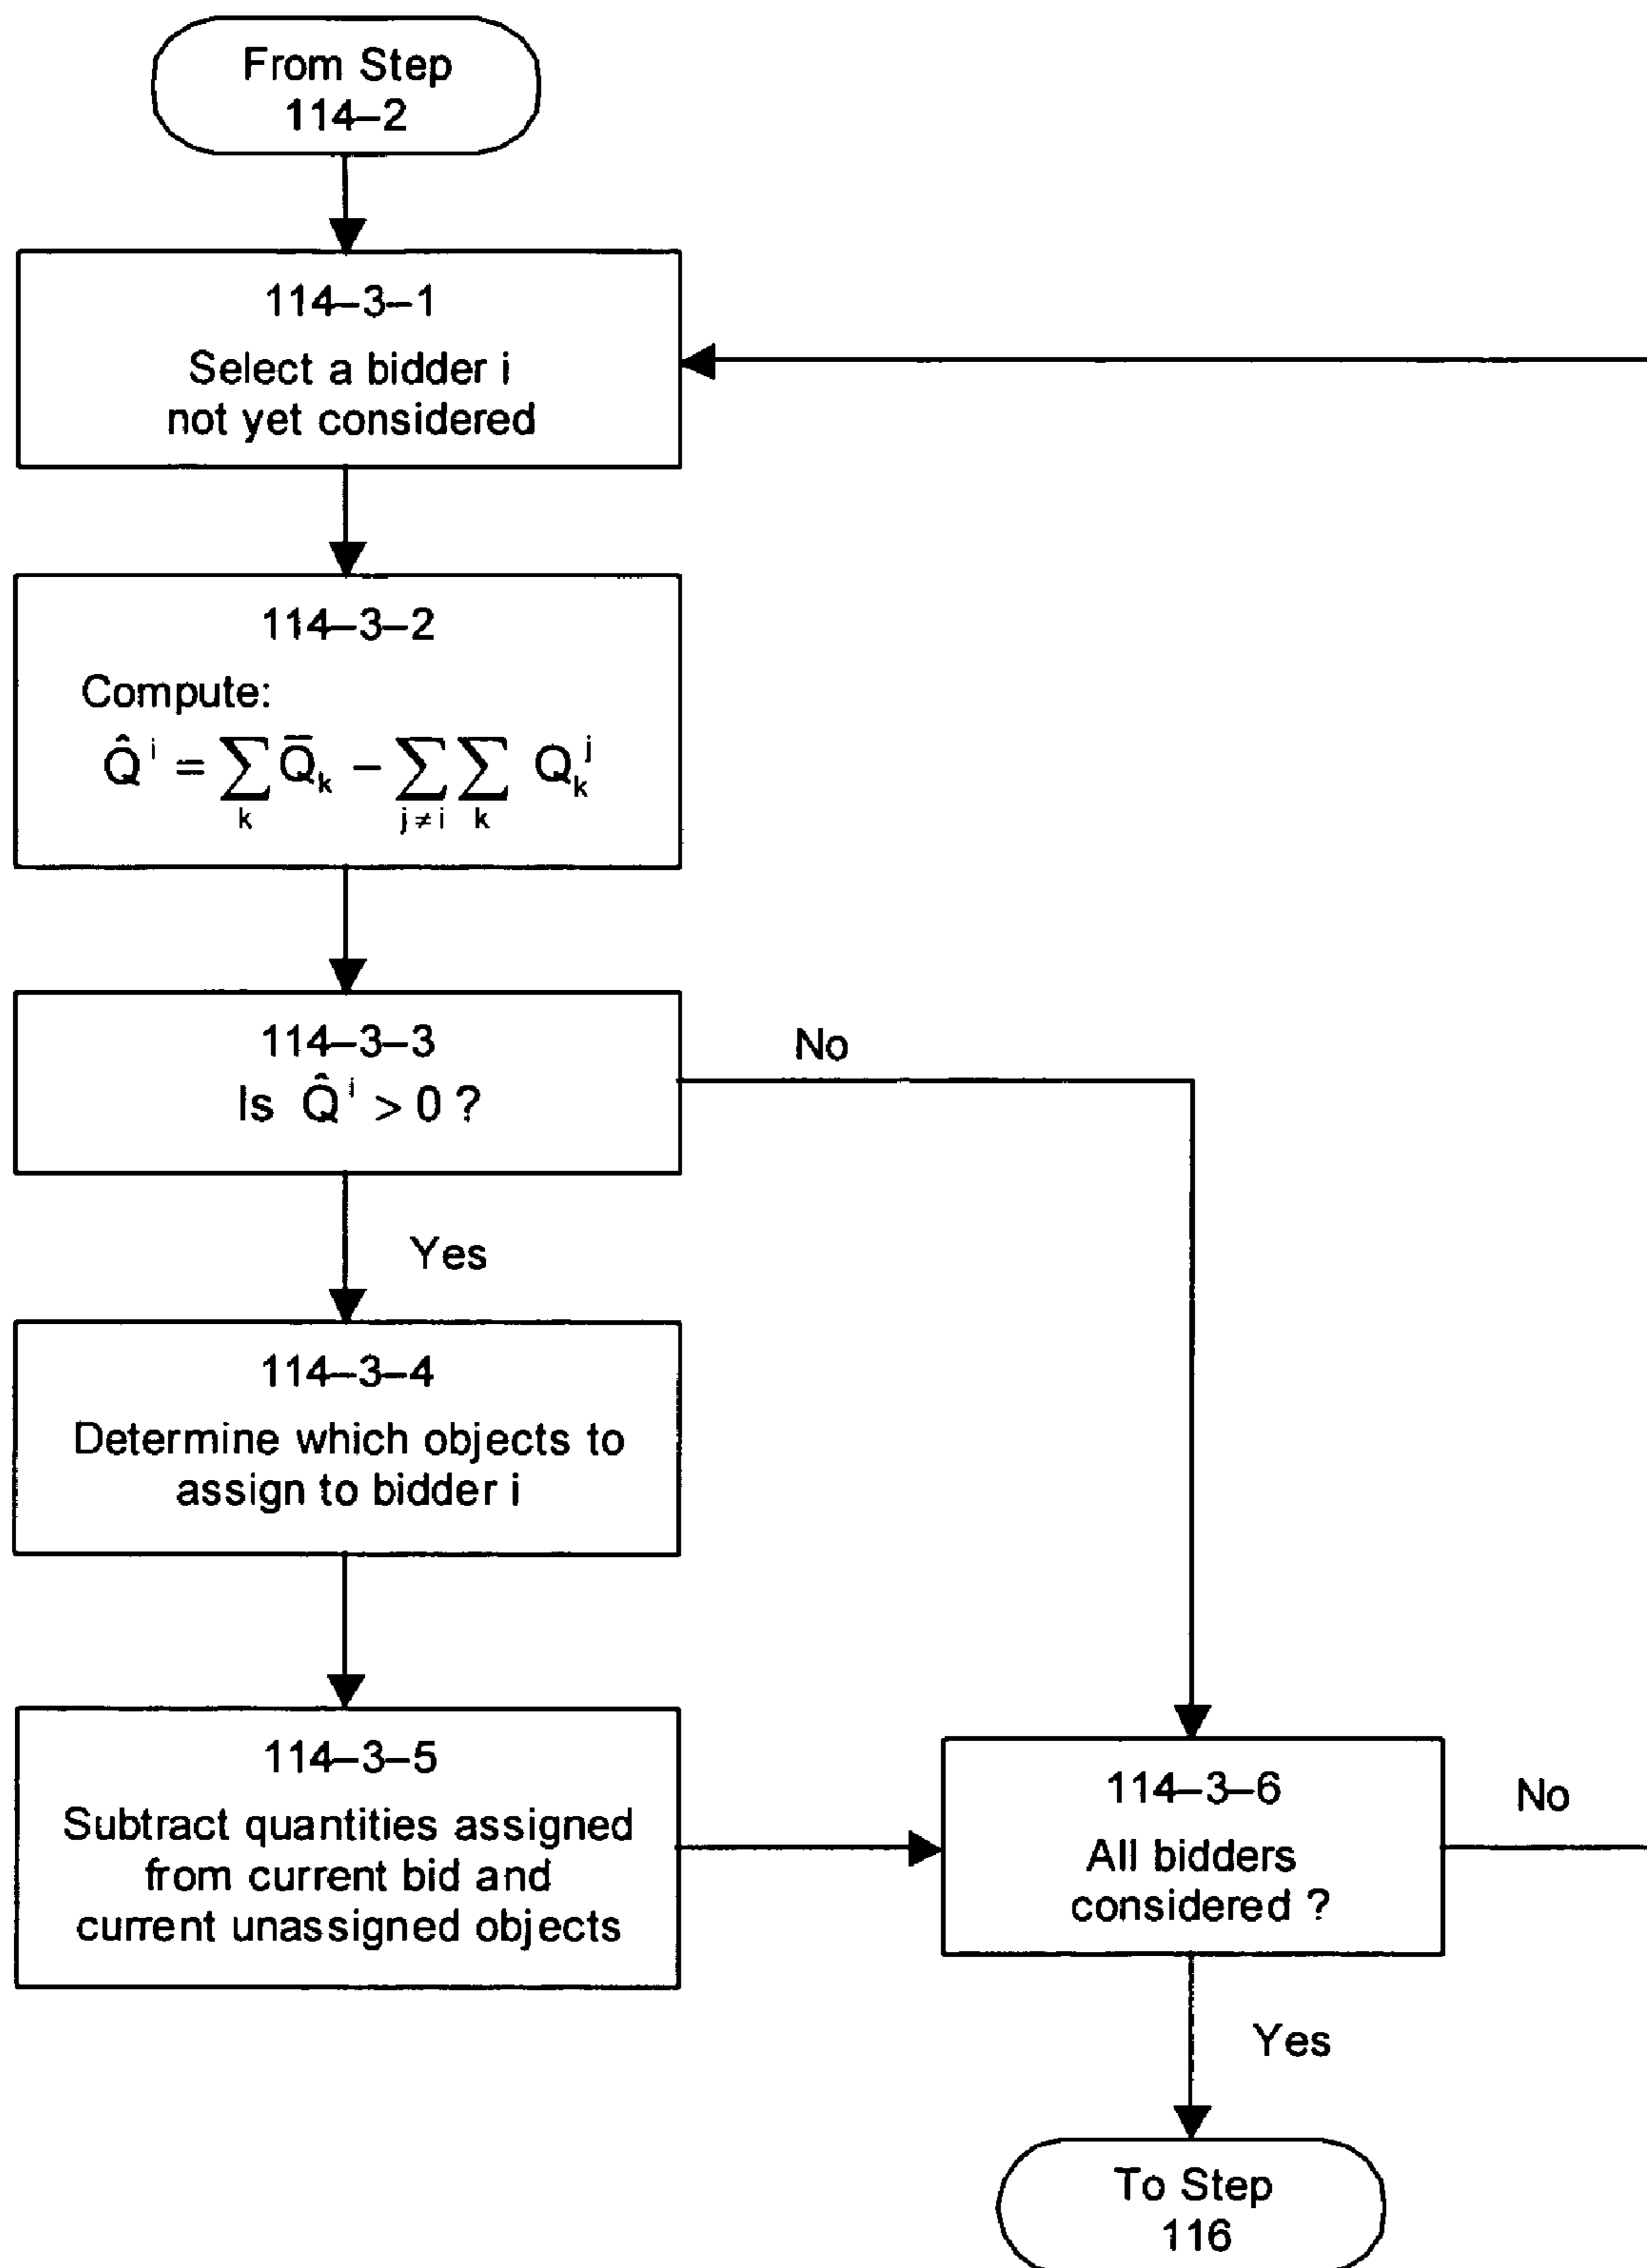 From Step
114–2
114–3–1
Select a bidder i
not yet considered
114–3–2
Compute:
Q̂ⁱ = ∑ₖ Q̄ₖ – ∑_{j≠i} ∑ₖ Qₖʲ
114–3–3
Is Q̂ⁱ > 0 ?
No
Yes
114–3–4
Determine which objects to
assign to bidder i
114–3–5
Subtract quantities assigned
from current bid and
current unassigned objects
114–3–6
All bidders
considered ?
No
Yes
To Step
116